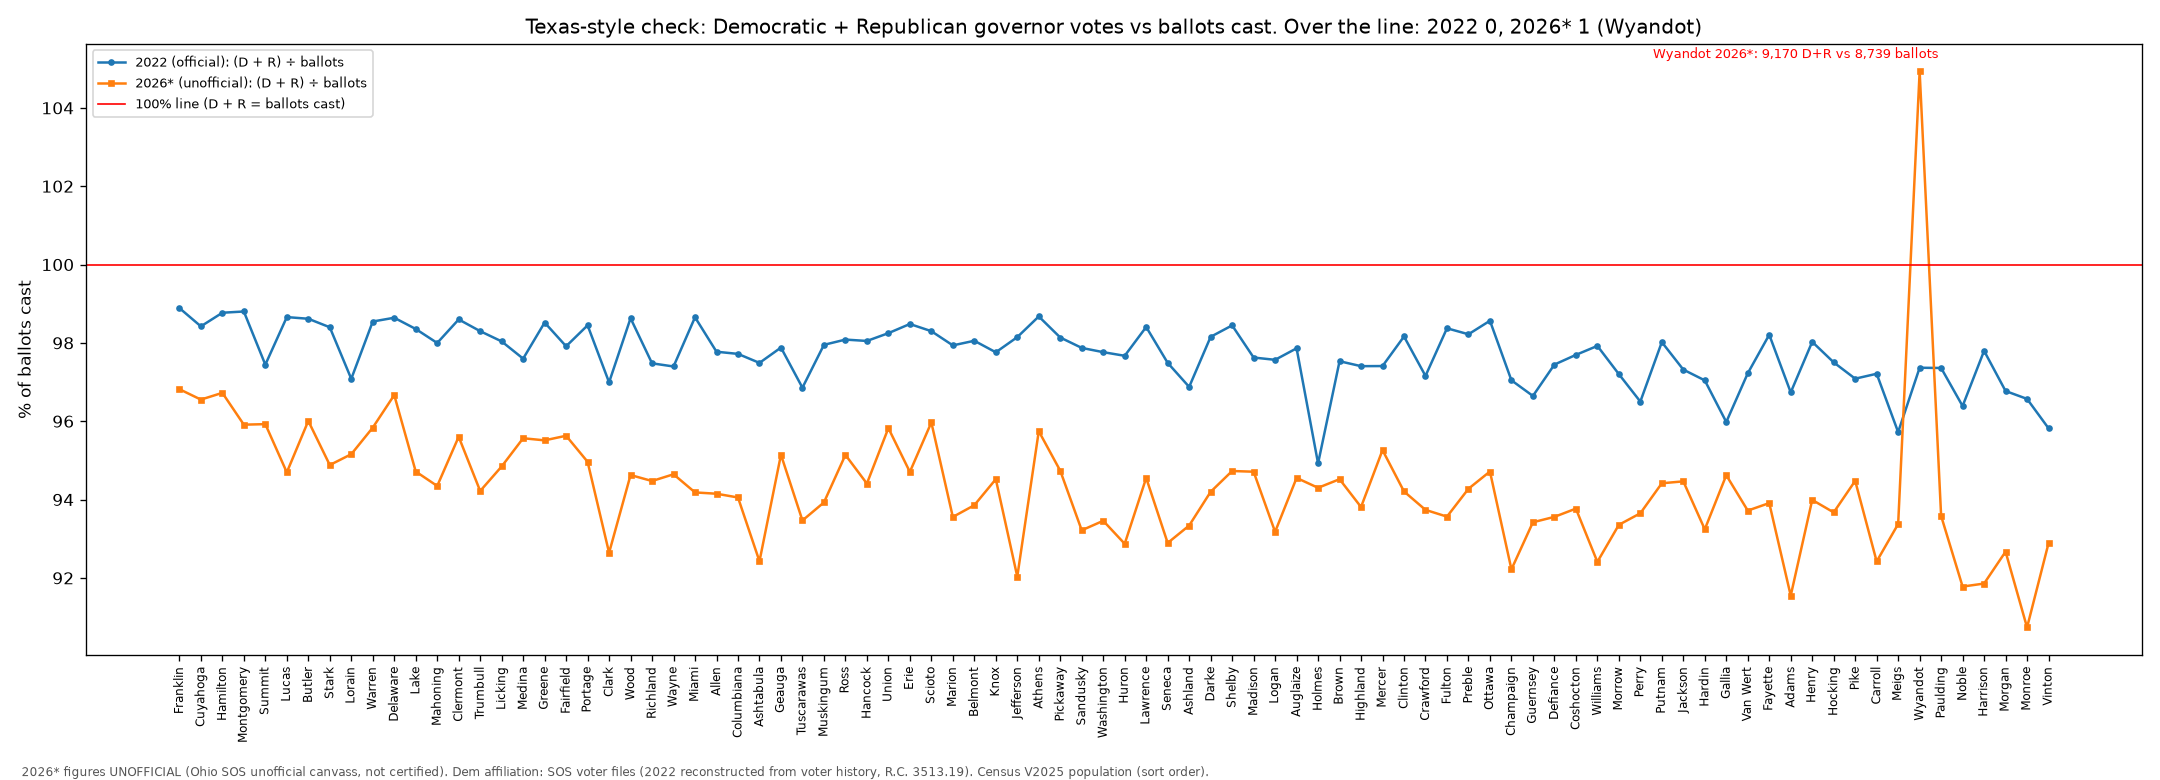 Texas-style check: Democratic + Republican governor votes vs ballots cast. Over the line: 2022 0, 2026* 1 (Wyandot)
2022 (official): (D + R) ÷ ballots
2026* (unofficial): (D + R) ÷ ballots
100% line (D + R = ballots cast)
Wyandot 2026*: 9,170 D+R vs 8,739 ballots
% of ballots cast
104
102
100
98
96
94
92
Franklin
Cuyahoga
Hamilton
Montgomery
Summit
Lucas
Butler
Stark
Lorain
Warren
Delaware
Lake
Mahoning
Clermont
Trumbull
Licking
Medina
Greene
Fairfield
Portage
Clark
Wood
Richland
Wayne
Miami
Allen
Columbiana
Ashtabula
Geauga
Tuscarawas
Muskingum
Ross
Hancock
Union
Erie
Scioto
Marion
Belmont
Knox
Jefferson
Athens
Pickaway
Sandusky
Washington
Huron
Lawrence
Seneca
Ashland
Darke
Shelby
Madison
Logan
Auglaize
Holmes
Brown
Highland
Mercer
Clinton
Crawford
Fulton
Preble
Ottawa
Champaign
Guernsey
Defiance
Coshocton
Williams
Morrow
Perry
Putnam
Jackson
Hardin
Gallia
Van Wert
Fayette
Adams
Henry
Hocking
Pike
Carroll
Meigs
Wyandot
Paulding
Noble
Harrison
Morgan
Monroe
Vinton
2026* figures UNOFFICIAL (Ohio SOS unofficial canvass, not certified). Dem affiliation: SOS voter files (2022 reconstructed from voter history, R.C. 3513.19). Census V2025 population (sort order).